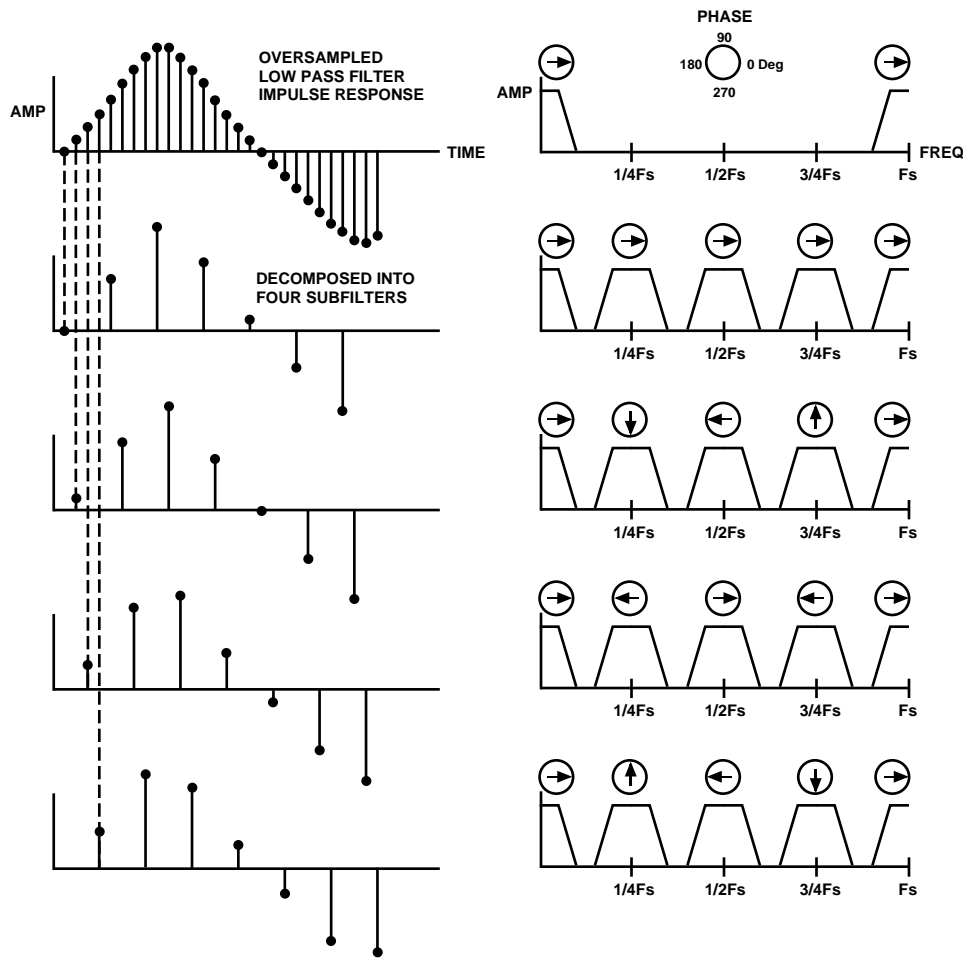 OVERSAMPLED
LOW PASS FILTER
IMPULSE RESPONSE
AMP
TIME
PHASE
90
180
0 Deg
270
AMP
FREQ
1/4Fs 1/2Fs 3/4Fs Fs
DECOMPOSED INTO
FOUR SUBFILTERS
1/4Fs 1/2Fs 3/4Fs Fs
1/4Fs 1/2Fs 3/4Fs Fs
1/4Fs 1/2Fs 3/4Fs Fs
1/4Fs 1/2Fs 3/4Fs Fs